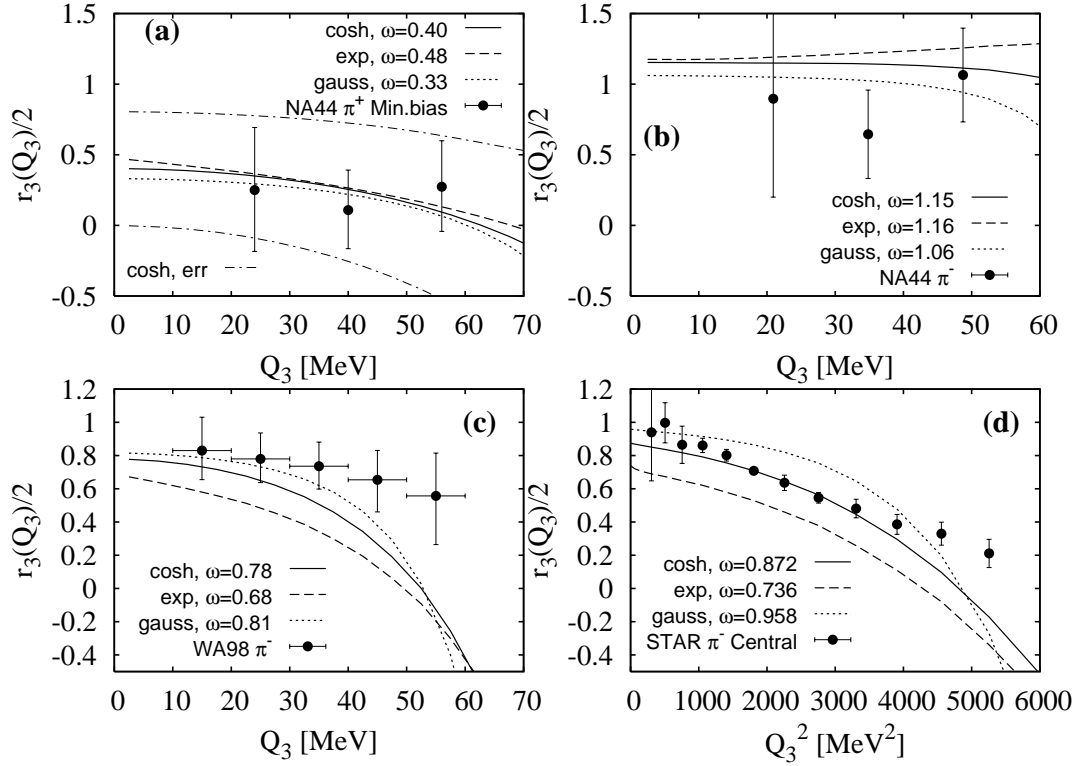 (a)
cosh, ω=0.40
exp, ω=0.48
gauss, ω=0.33
NA44 π+ Min.bias
cosh, err
r3(Q3)/2
1.5
1
0.5
0
-0.5
0 10 20 30 40 50 60 70
Q3 [MeV]
(b)
cosh, ω=1.15
exp, ω=1.16
gauss, ω=1.06
NA44 π-
r3(Q3)/2
1.5
1
0.5
0
-0.5
0 10 20 30 40 50 60
Q3 [MeV]
(c)
cosh, ω=0.78
exp, ω=0.68
gauss, ω=0.81
WA98 π-
r3(Q3)/2
1.2
1
0.8
0.6
0.4
0.2
0
-0.2
-0.4
0 10 20 30 40 50 60 70
Q3 [MeV]
(d)
cosh, ω=0.872
exp, ω=0.736
gauss, ω=0.958
STAR π- Central
r3(Q3)/2
1.2
1
0.8
0.6
0.4
0.2
0
-0.2
-0.4
0 1000 2000 3000 4000 5000 6000
Q3^2 [MeV^2]